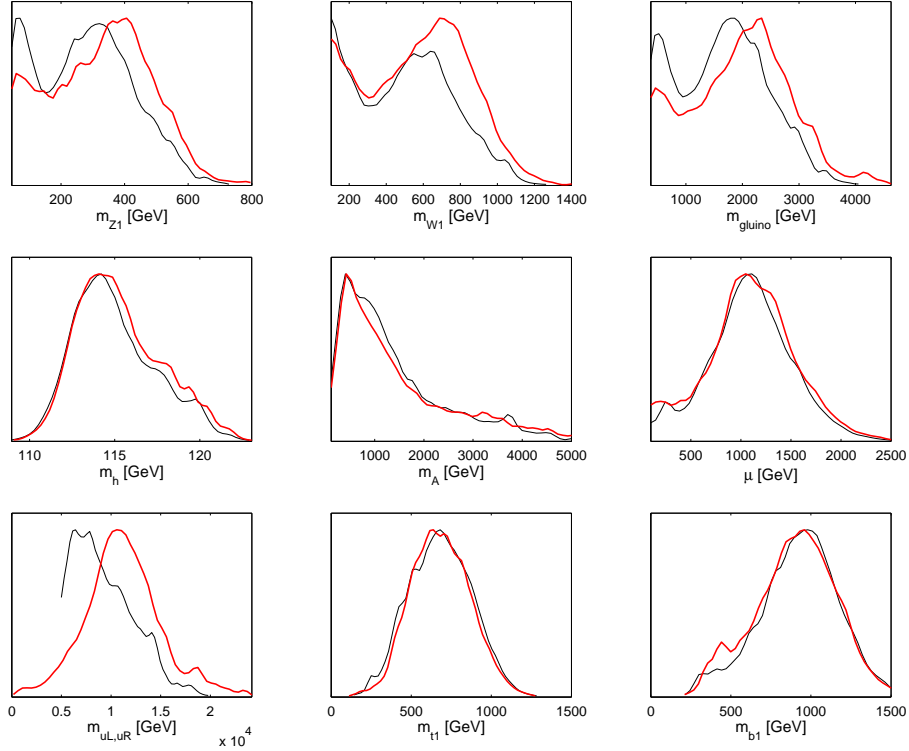 200 400 600 800
m_Z1 [GeV]
200 400 600 800 1000 1200 1400
m_W1 [GeV]
1000 2000 3000 4000
m_gluino [GeV]
110 115 120
m_h [GeV]
1000 2000 3000 4000 5000
m_A [GeV]
500 1000 1500 2000 2500
μ [GeV]
0 0.5 1 1.5 2
x 10^4
m_uL,uR [GeV]
0 500 1000 1500
m_t1 [GeV]
0 500 1000 1500
m_b1 [GeV]